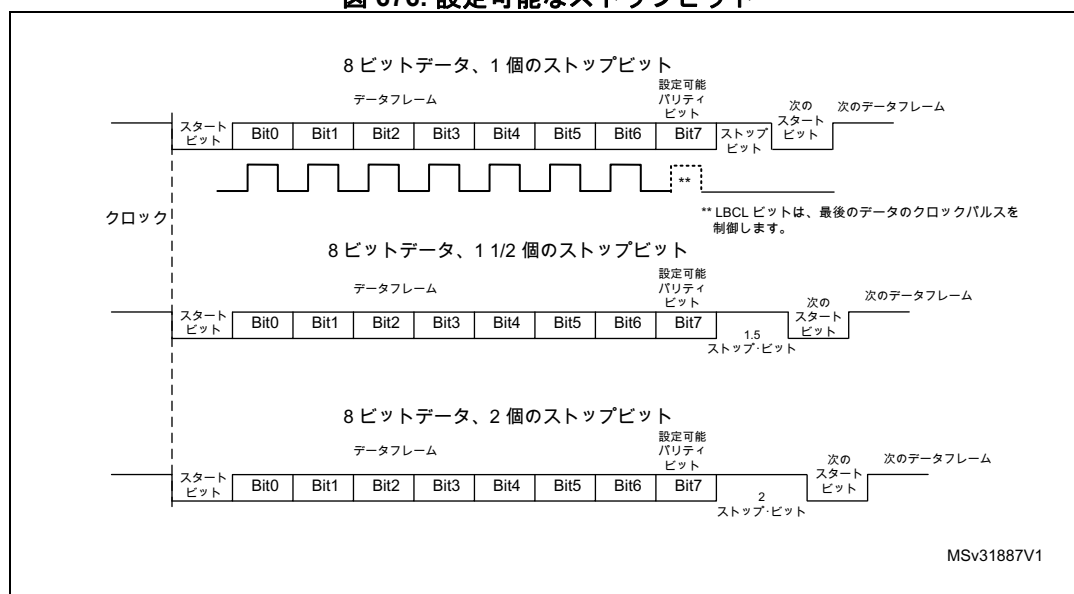 8 ビットデータ、1 個のストップビット
データフレーム
設定可能
パリティ
ビット
次の
スタート
ビット
次のデータフレーム
スタート
ビット
Bit0 Bit1 Bit2 Bit3 Bit4 Bit5 Bit6 Bit7
ストップ
ビット
**
クロック
** LBCL ビットは、最後のデータのクロックパルスを
制御します。
8 ビットデータ、1 1/2 個のストップビット
データフレーム
設定可能
パリティ
ビット
次の
スタート
ビット
次のデータフレーム
スタート
ビット
Bit0 Bit1 Bit2 Bit3 Bit4 Bit5 Bit6 Bit7
1.5
ストップ・ビット
8 ビットデータ、2 個のストップビット
データフレーム
設定可能
パリティ
ビット
次の
スタート
ビット
次のデータフレーム
スタート
ビット
Bit0 Bit1 Bit2 Bit3 Bit4 Bit5 Bit6 Bit7
2
ストップ・ビット
MSv31887V1